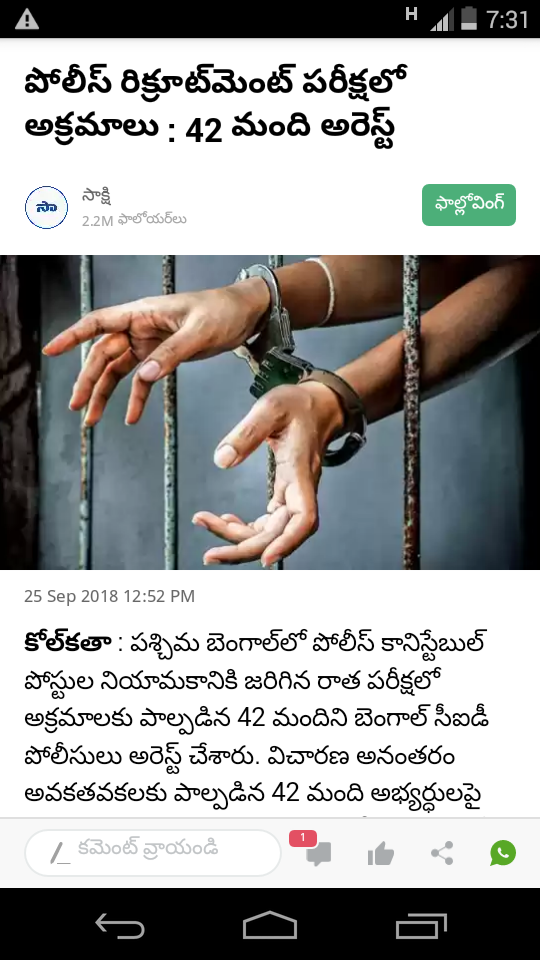 H 7:31
పోలీస్ రిక్రూట్‌మెంట్ పరీక్షలో
అక్రమాలు : 42 మంది అరెస్ట్
సా
సాక్షి
2.2M ఫాలోయర్‌లు
ఫాల్లోవింగ్
25 Sep 2018 12:52 PM
కోల్‌కతా : పశ్చిమ బెంగాల్‌లో పోలీస్ కానిస్టేబుల్
పోస్టుల నియామకానికి జరిగిన రాత పరీక్షలో
అక్రమాలకు పాల్పడిన 42 మందిని బెంగాల్ సీఐడీ
పోలీసులు అరెస్ట్ చేశారు. విచారణ అనంతరం
అవకతవకలకు పాల్పడిన 42 మంది అభ్యర్ధులపై
కమెంట్ వ్రాయండి
1